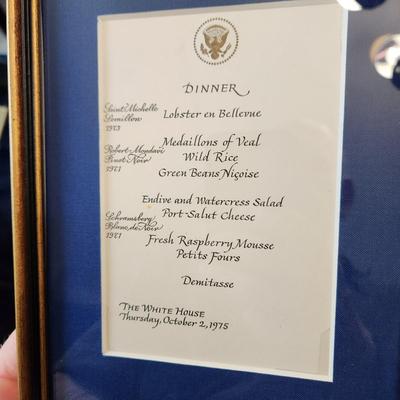 DINNER
Saint Michelle
Semillon
1973
Lobster en Bellevue
Robert Mondavi
Pinot Noir
1971
Medaillons of Veal
Wild Rice
Green Beans Niçoise
Endive and Watercress Salad
Port-Salut Cheese
Schramsberg
Blanc de Noir
1971
Fresh Raspberry Mousse
Petits Fours
Demitasse
THE WHITE HOUSE
Thursday, October 2, 1975